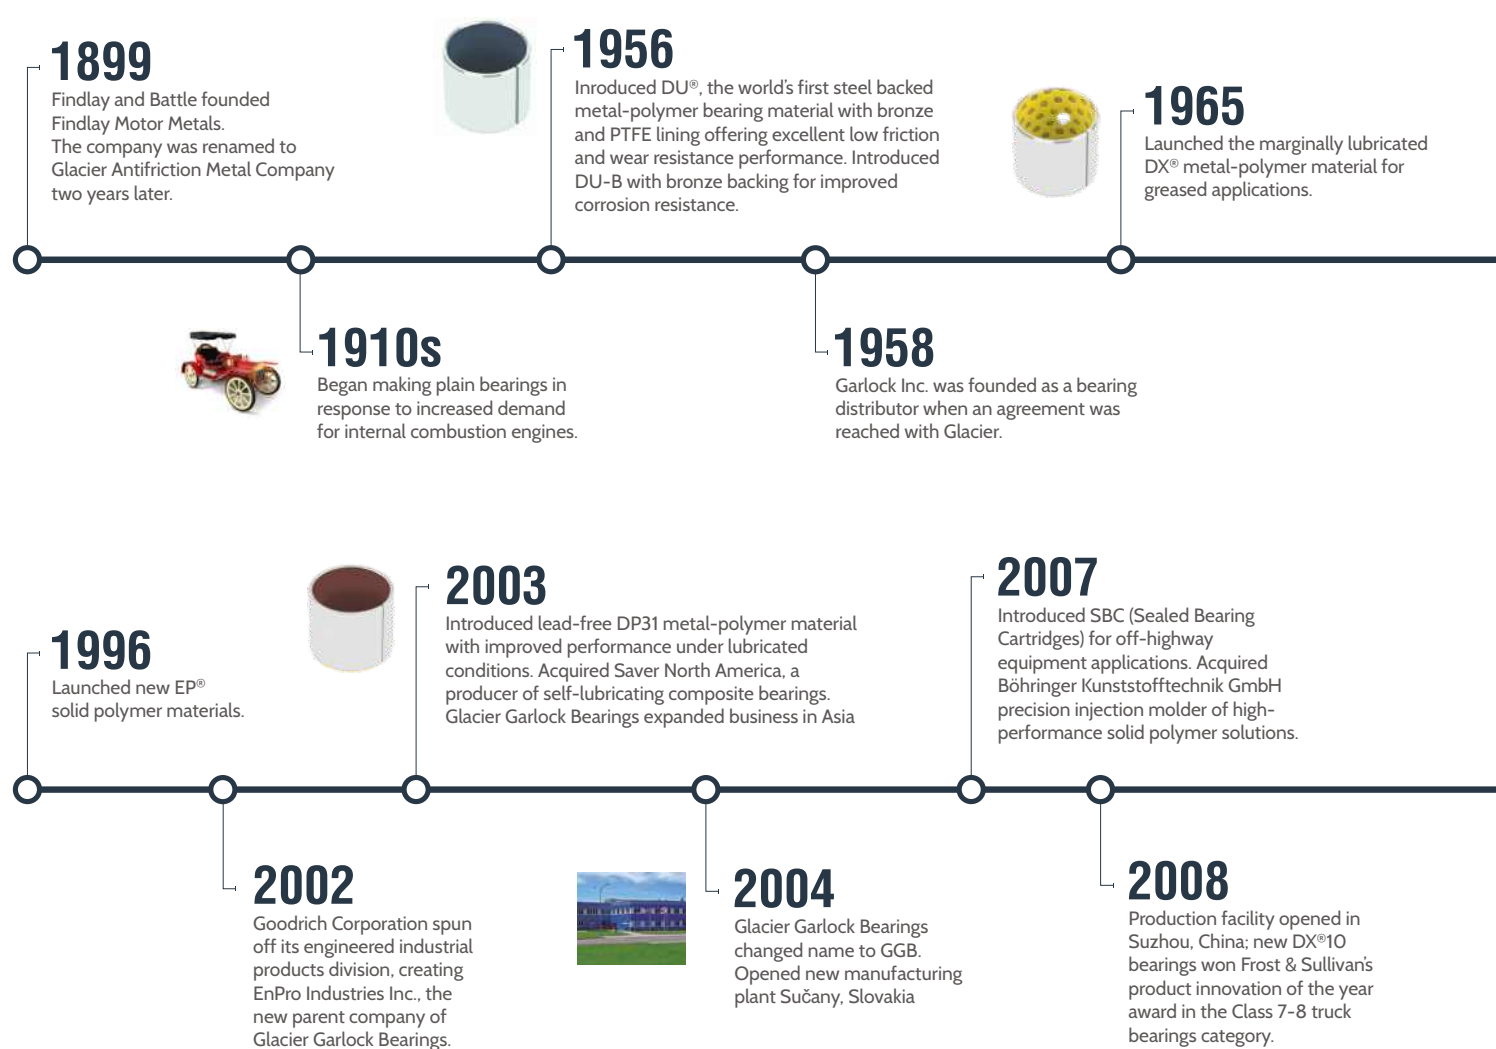 1899
Findlay and Battle founded
Findlay Motor Metals.
The company was renamed to
Glacier Antifriction Metal Company
two years later.
1910s
Began making plain bearings in
response to increased demand
for internal combustion engines.
1956
Inroduced DU®, the world's first steel backed
metal-polymer bearing material with bronze
and PTFE lining offering excellent low friction
and wear resistance performance. Introduced
DU-B with bronze backing for improved
corrosion resistance.
1958
Garlock Inc. was founded as a bearing
distributor when an agreement was
reached with Glacier.
1965
Launched the marginally lubricated
DX® metal-polymer material for
greased applications.
1996
Launched new EP®
solid polymer materials.
2002
Goodrich Corporation spun
off its engineered industrial
products division, creating
EnPro Industries Inc., the
new parent company of
Glacier Garlock Bearings.
2003
Introduced lead-free DP31 metal-polymer material
with improved performance under lubricated
conditions. Acquired Saver North America, a
producer of self-lubricating composite bearings.
Glacier Garlock Bearings expanded business in Asia
2004
Glacier Garlock Bearings
changed name to GGB.
Opened new manufacturing
plant Sučany, Slovakia
2007
Introduced SBC (Sealed Bearing
Cartridges) for off-highway
equipment applications. Acquired
Böhringer Kunststofftechnik GmbH
precision injection molder of high-
performance solid polymer solutions.
2008
Production facility opened in
Suzhou, China; new DX®10
bearings won Frost & Sullivan's
product innovation of the year
award in the Class 7-8 truck
bearings category.